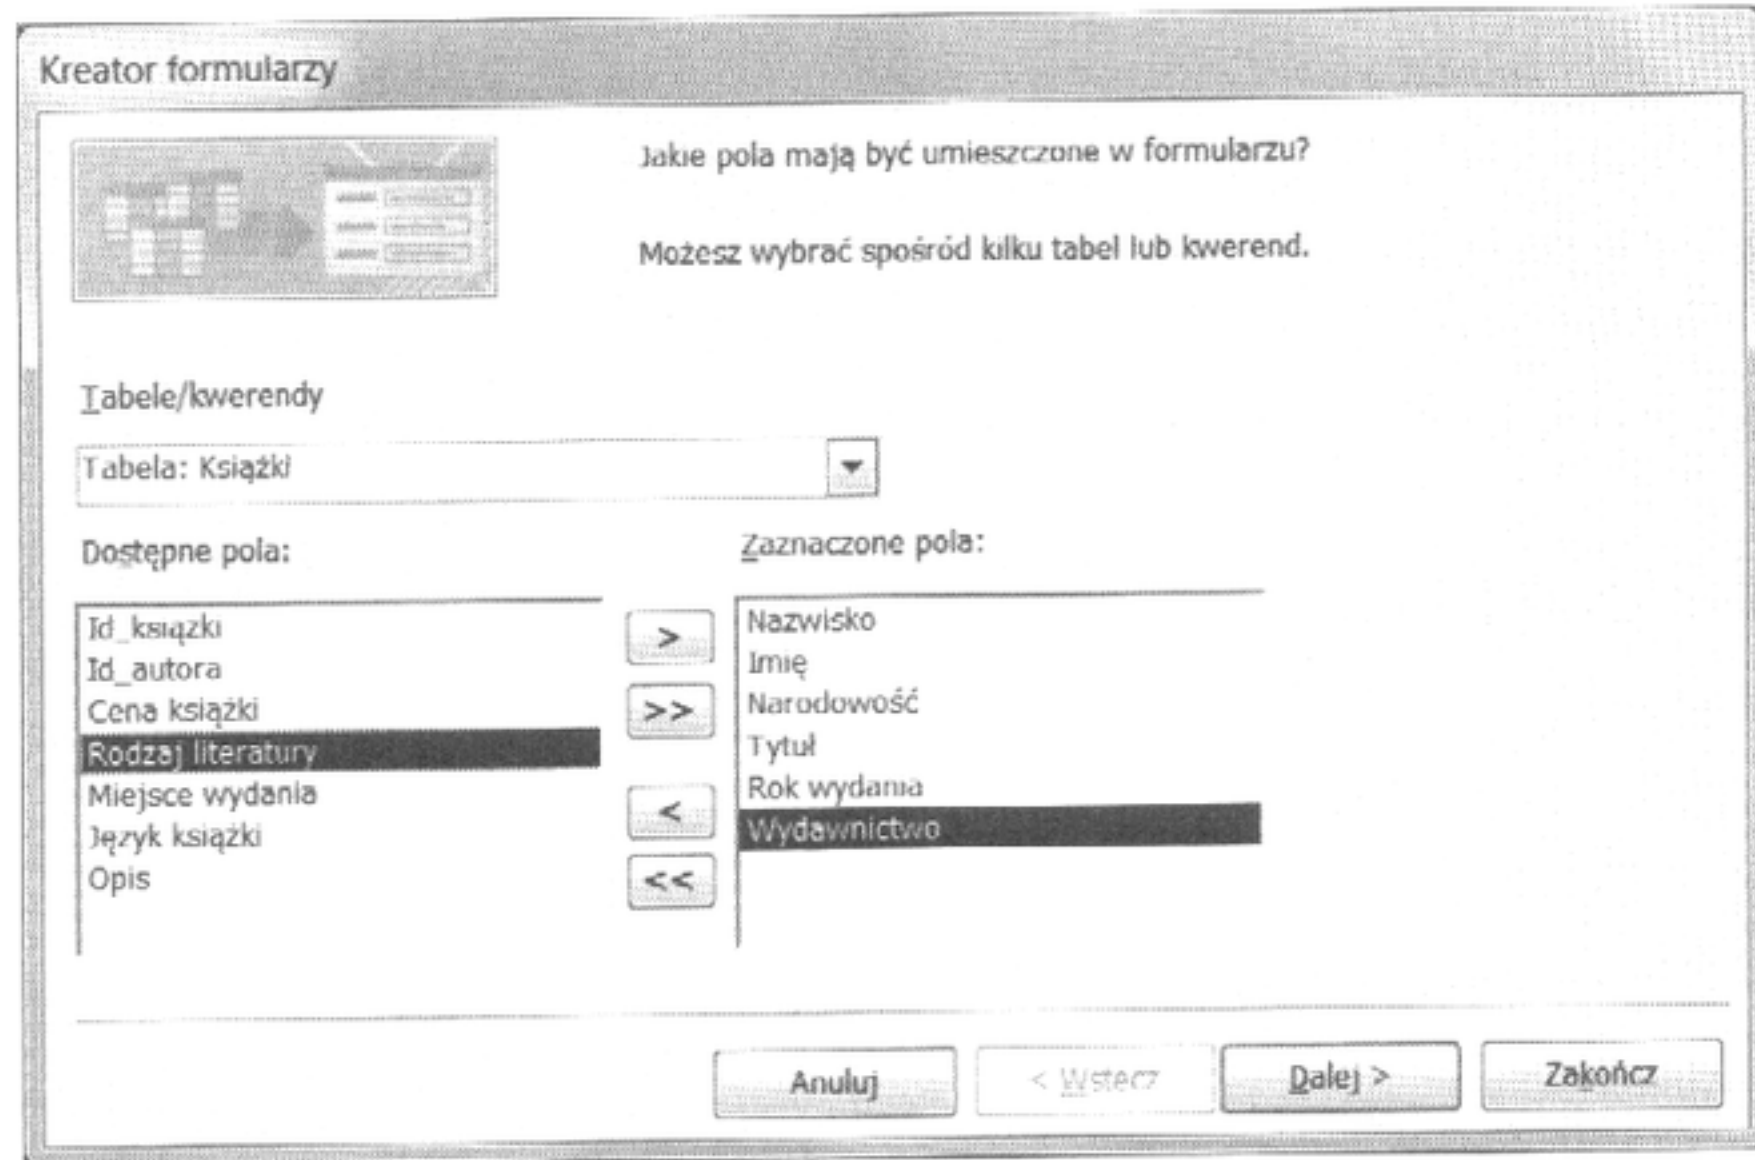 Kreator formularzy
Jakie pola mają być umieszczone w formularzu?
Możesz wybrać spośród kilku tabel lub kwerend.
Tabele/kwerendy
Tabela: Książki
Dostępne pola:
Id_książki
Id_autora
Cena książki
Rodzaj literatury
Miejsce wydania
Język książki
Opis
>
>>
<
<<
Zaznaczone pola:
Nazwisko
Imię
Narodowość
Tytuł
Rok wydania
Wydawnictwo
Anuluj
< Wstecz
Dalej >
Zakończ